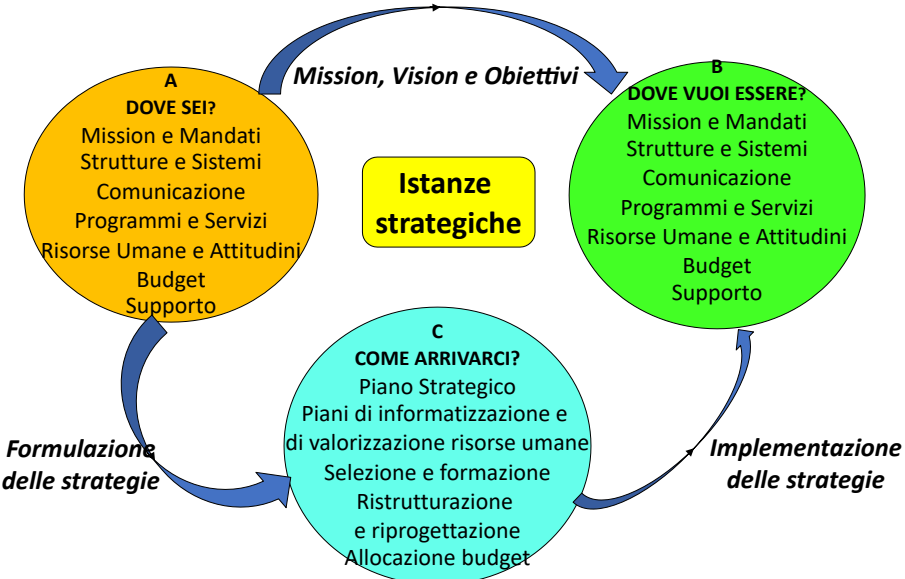 Mission, Vision e Obiettivi
A
DOVE SEI?
Mission e Mandati
Strutture e Sistemi
Comunicazione
Programmi e Servizi
Risorse Umane e Attitudini
Budget
Supporto
Istanze
strategiche
B
DOVE VUOI ESSERE?
Mission e Mandati
Strutture e Sistemi
Comunicazione
Programmi e Servizi
Risorse Umane e Attitudini
Budget
Supporto
Formulazione
delle strategie
C
COME ARRIVARCI?
Piano Strategico
Piani di informatizzazione e
di valorizzazione risorse umane
Selezione e formazione
Ristrutturazione
e riprogettazione
Allocazione budget
Implementazione
delle strategie